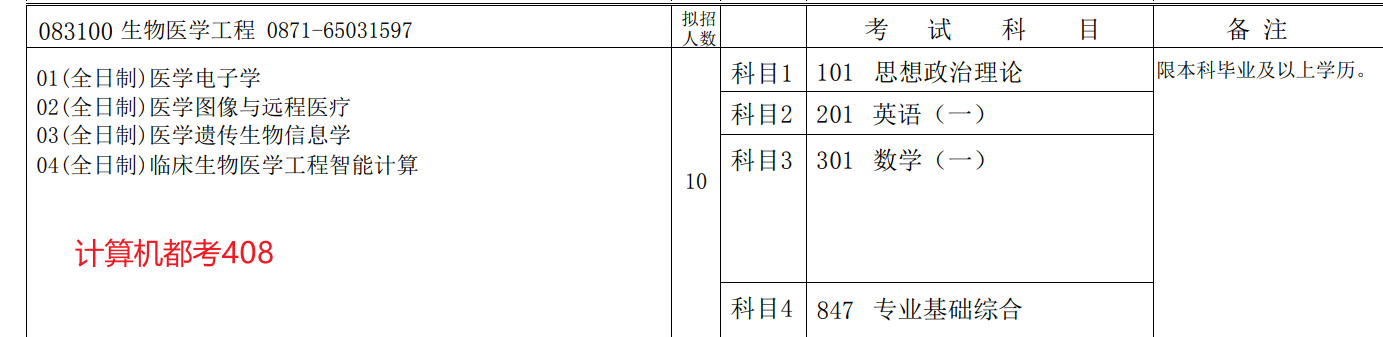 083100 生物医学工程 0871-65031597
拟招
人数
考 试 科 目
备 注
01(全日制)医学电子学
02(全日制)医学图像与远程医疗
03(全日制)医学遗传生物信息学
04(全日制)临床生物医学工程智能计算
计算机都考408
10
科目1 101 思想政治理论
科目2 201 英语（一）
科目3 301 数学（一）
科目4 847 专业基础综合
限本科毕业及以上学历。